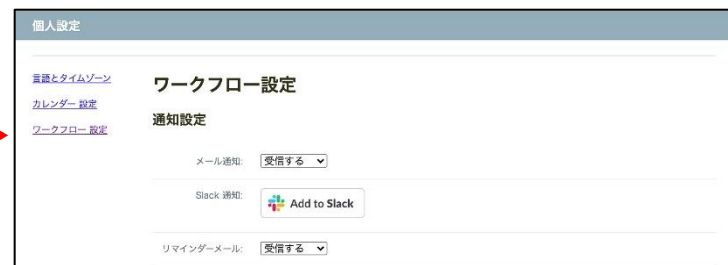 個人設定
言語とタイムゾーン
カレンダー 設定
ワークフロー 設定
ワークフロー設定
通知設定
メール通知: 受信する
Slack 通知: Add to Slack
リマインダーメール: 受信する